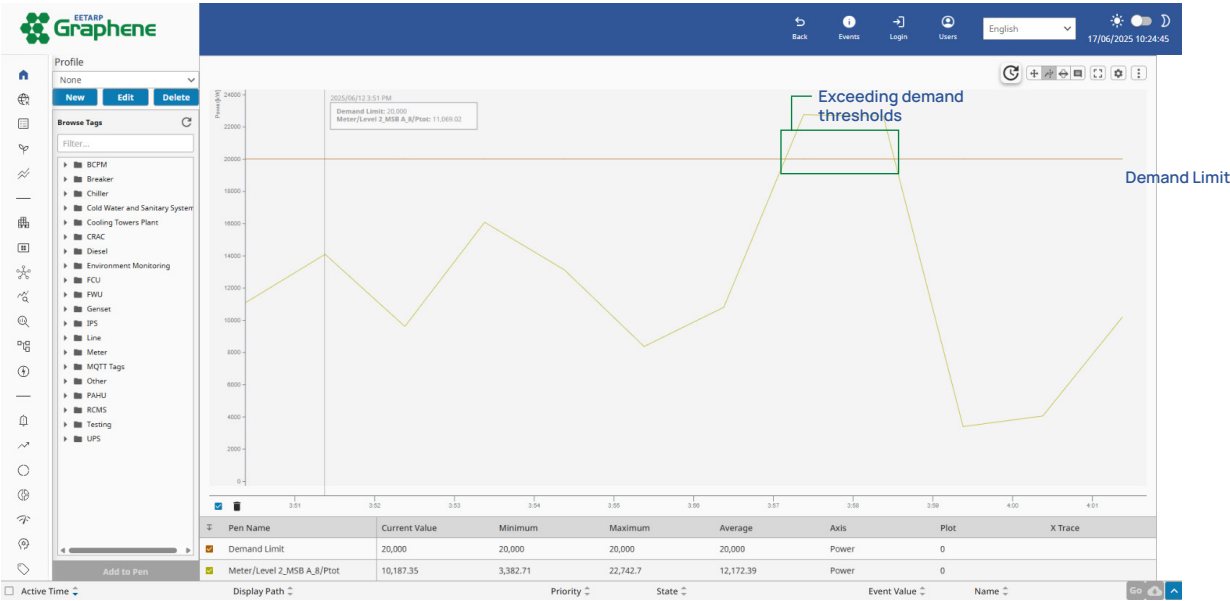 EETARP
Graphene
Back
Events
Login
Users
English
17/06/2025 10:24:45
Profile
None
New Edit Delete
Browse Tags
Filter...
BCPM
Breaker
Chiller
Cold Water and Sanitary System
Cooling Towers Plant
CRAC
Diesel
Environment Monitoring
FCU
FWU
Genset
IPS
Line
Meter
MQTT Tags
Other
PAHU
RCMS
Testing
UPS
Add to Pen
Power(kW)
24000
22000
20000
18000
16000
14000
12000
10000
8000
6000
4000
2000
0
2025/06/12 3:51 PM
Demand Limit: 20,000
Meter/Level 2_MSB A_8/Ptot: 11,069.02
Exceeding demand
thresholds
Demand Limit
3:51 3:52 3:53 3:54 3:55 3:56 3:57 3:58 3:59 4:00 4:01
Pen Name Current Value Minimum Maximum Average Axis Plot X Trace
Demand Limit 20,000 20,000 20,000 20,000 Power 0
Meter/Level 2_MSB A_8/Ptot 10,187.35 3,382.71 22,742.7 12,172.39 Power 0
Active Time Display Path Priority State Event Value Name Go